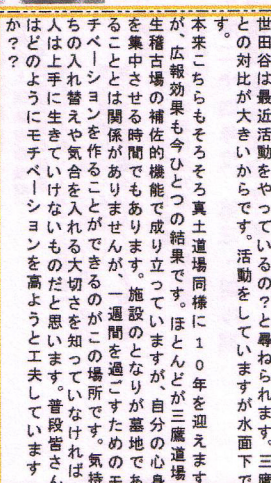 世田谷は最近活動をやっているの？と尋ねられます。三鷹
との対比が大きいからです。活動をしていますが水面下で
す。
本来こちらもそろそろ真土道場同様に１０年を迎えます
が、広報効果も今ひとつの結果です。ほとんどが三鷹道場
生稽古場の補佐的機能で成り立っていますが、自分の心身
を集中させる時間でもあります。施設のとなりが墓地であ
ることとは関係がありませんが、一週間を過ごすためのモ
チベーションを作ることができるのがこの場所です。気持
ちの入れ替えや気合を入れる大切さを知っていなければ
人は上手に生きていけないものだと思います。普段皆さん
はどのようにモチベーションを高めようと工夫しています
か？？